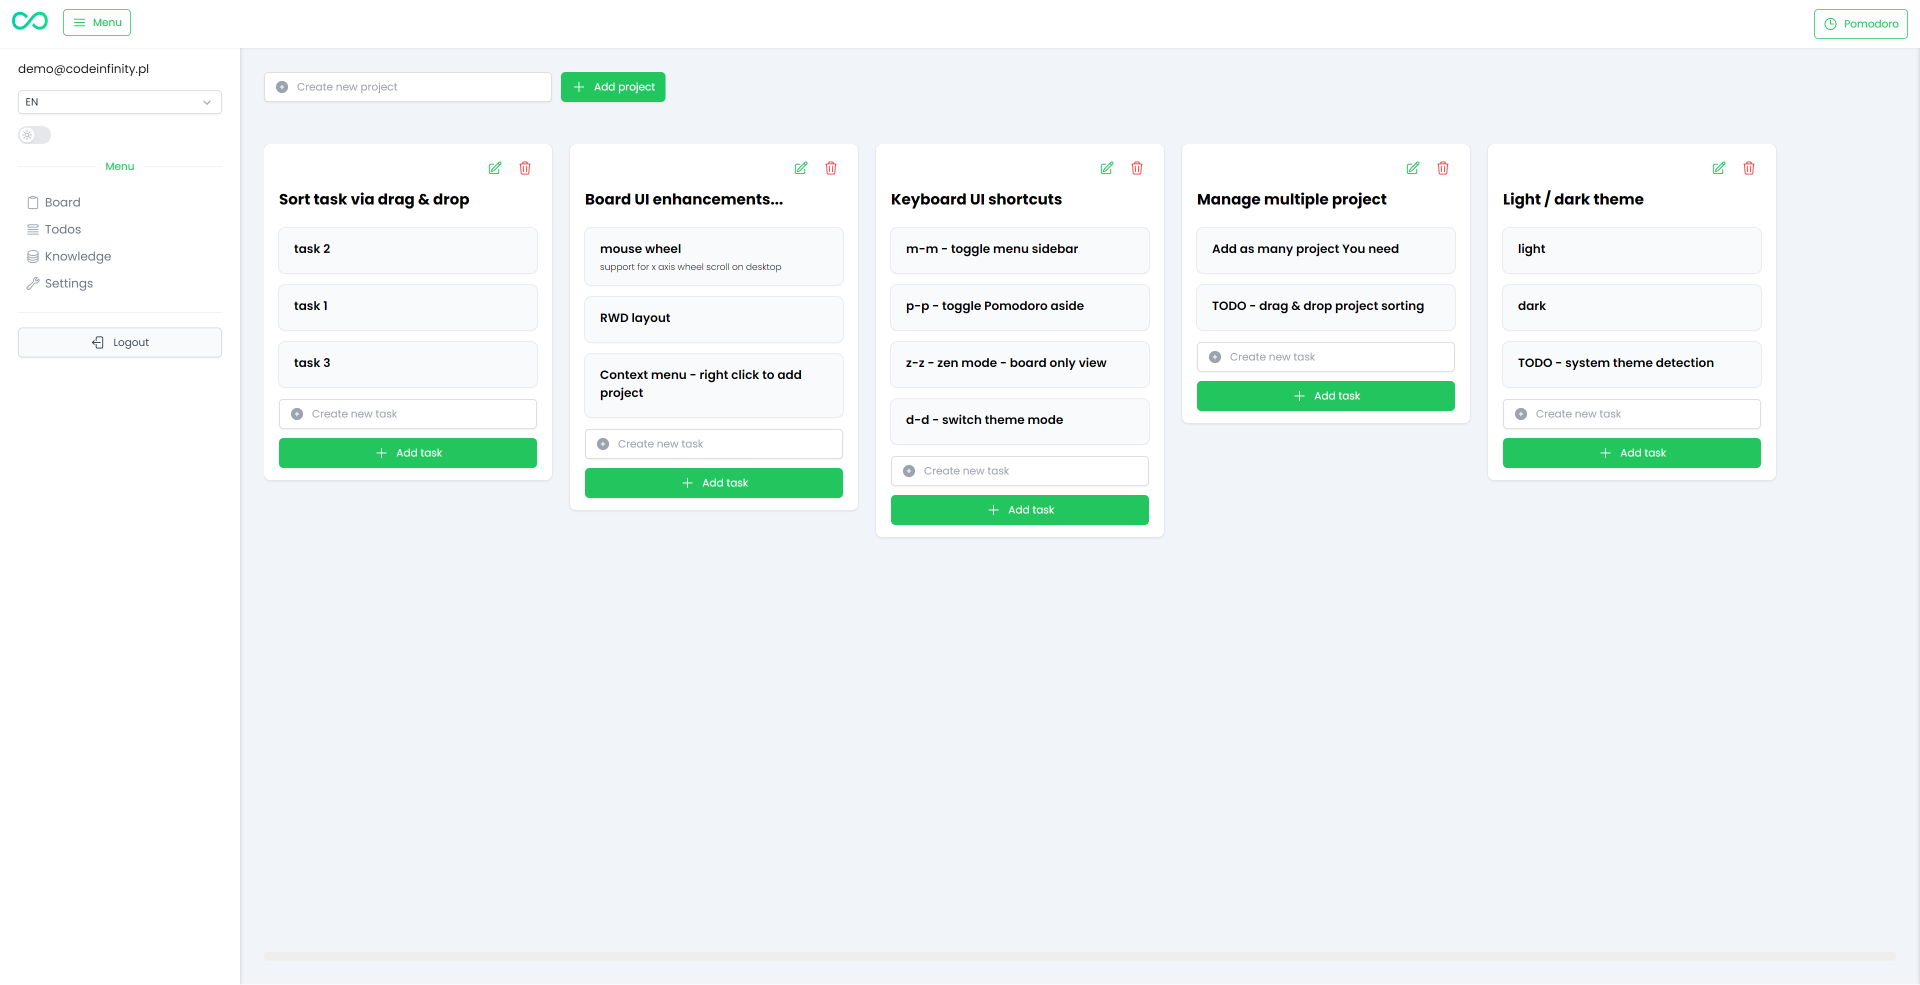 Menu
Pomodoro
demo@codeinfinity.pl
EN
Menu
Board
Todos
Knowledge
Settings
Logout
Create new project
Add project
Sort task via drag & drop
task 2
task 1
task 3
Create new task
Add task
Board UI enhancements...
mouse wheel
support for x axis wheel scroll on desktop
RWD layout
Context menu - right click to add
project
Create new task
Add task
Keyboard UI shortcuts
m-m - toggle menu sidebar
p-p - toggle Pomodoro aside
z-z - zen mode - board only view
d-d - switch theme mode
Create new task
Add task
Manage multiple project
Add as many project You need
TODO - drag & drop project sorting
Create new task
Add task
Light / dark theme
light
dark
TODO - system theme detection
Create new task
Add task